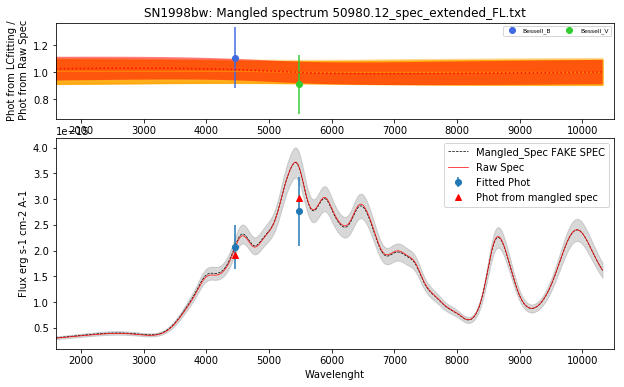 SN1998bw: Mangled spectrum 50980.12_spec_extended_FL.txt
Phot from LCfitting /
Phot from Raw Spec
1.2
1.0
0.8
Bessell_B
Bessell_V
2000 3000 4000 5000 6000 7000 8000 9000 10000
Flux erg s-1 cm-2 A-1
4.0
3.5
3.0
2.5
2.0
1.5
1.0
0.5
Mangled_Spec FAKE SPEC
Raw Spec
Fitted Phot
Phot from mangled spec
2000 3000 4000 5000 6000 7000 8000 9000 10000
Wavelenght